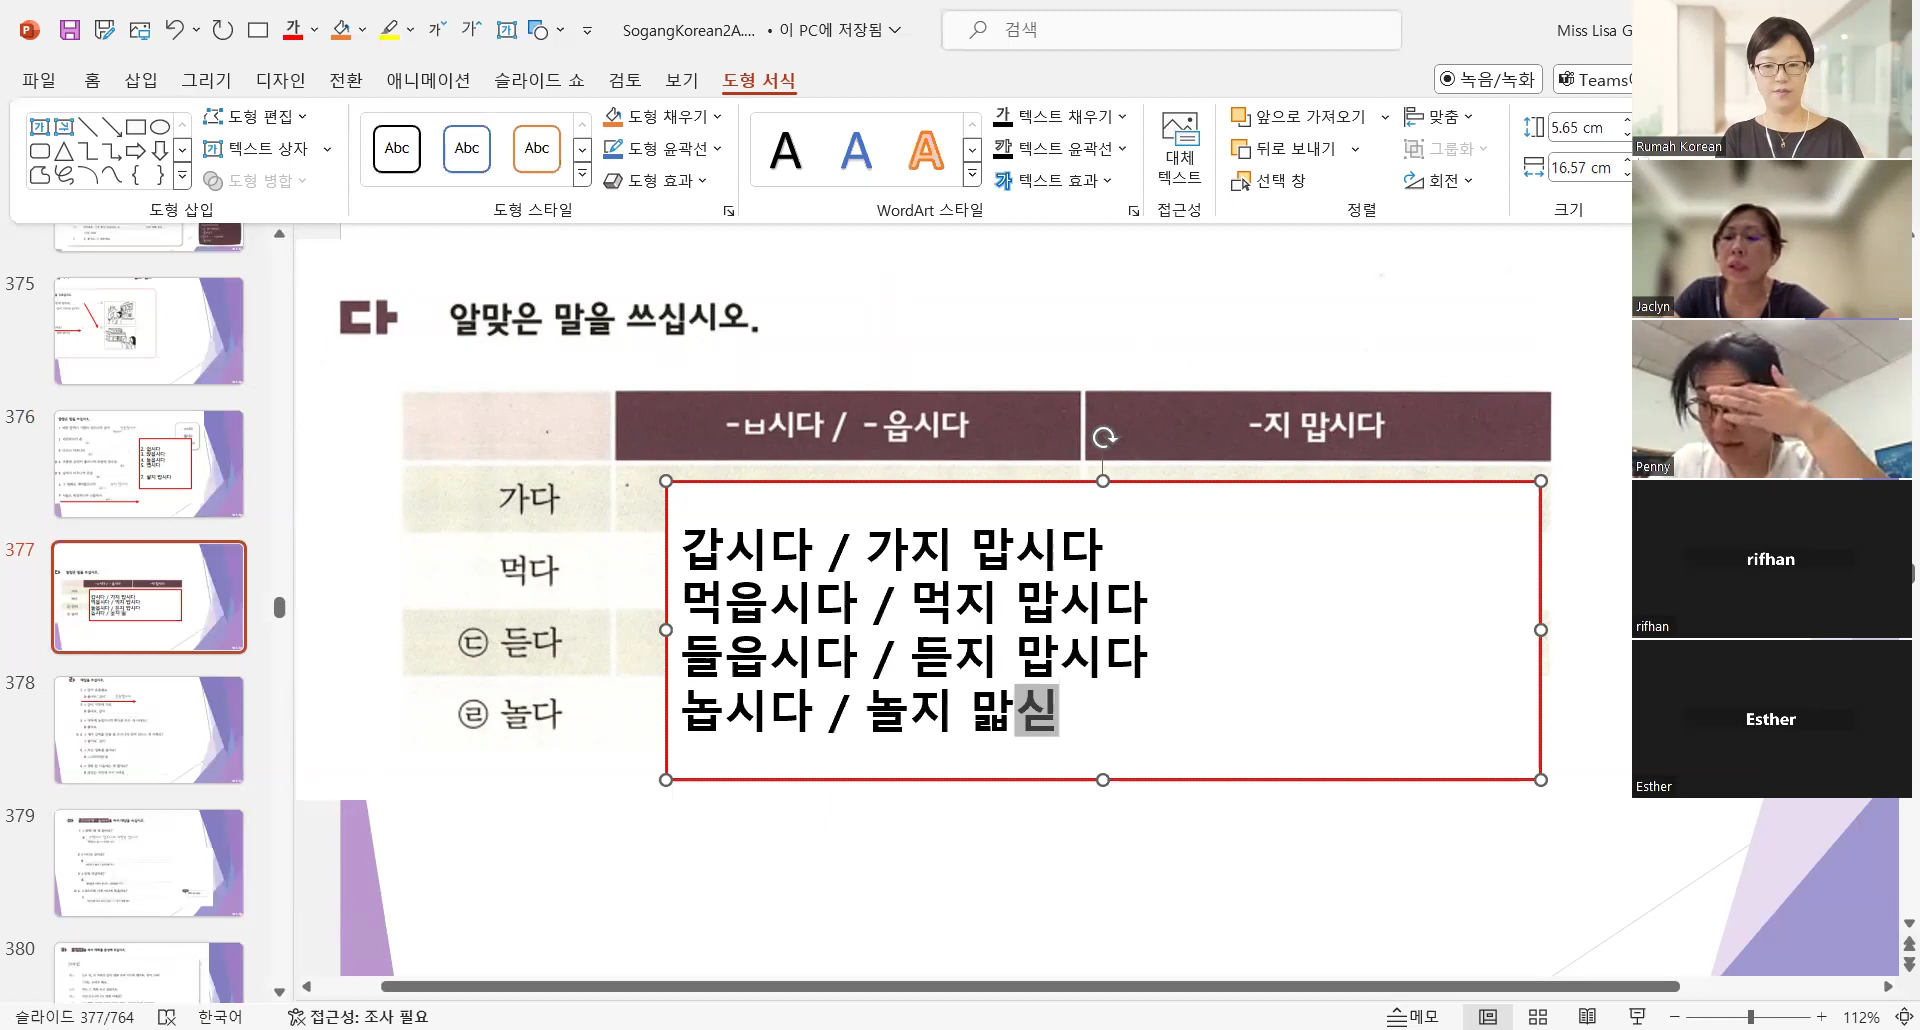 SogangKorean2A.... • 이 PC에 저장됨
검색
Miss Lisa G
파일 홈 삽입 그리기 디자인 전환 애니메이션 슬라이드 쇼 검토 보기 도형 서식
녹음/녹화
Teams
도형 편집
텍스트 상자
도형 병합
도형 삽입
Abc Abc Abc
도형 채우기
도형 윤곽선
도형 효과
도형 스타일
A A A
텍스트 채우기
텍스트 윤곽선
텍스트 효과
WordArt 스타일
대체
텍스트
접근성
앞으로 가져오기
뒤로 보내기
선택 창
맞춤
그룹화
회전
정렬
5.65 cm
16.57 cm
크기
375
376
377
378
379
380
다 알맞은 말을 쓰십시오.
-ㅂ시다 / -읍시다
-지 맙시다
가다
먹다
ㄷ 듣다
ㄹ 놀다
갑시다 / 가지 맙시다
먹읍시다 / 먹지 맙시다
들읍시다 / 듣지 맙시다
놉시다 / 놀지 맓싣
Rumah Korean
Jaclyn
Penny
rifhan
rifhan
Esther
Esther
슬라이드 377/764
한국어
접근성: 조사 필요
메모
112%